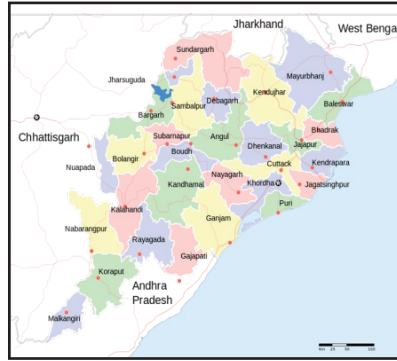 Jharkhand
West Benga
Sundargarh
Jharsuguda
Mayurbhanj
Kendujhar
Debagarh
Sambalpur
Baleswar
Bargarh
Chhattisgarh
Bhadrak
Subarnapur
Angul
Jajapur
Dhenkanal
Boudh
Bolangir
Nuapada
Cuttack
Kendrapara
Nayagarh
Khordha
Kandhamal
Jagatsinghpur
Puri
Kalahandi
Ganjam
Nabarangpur
Rayagada
Gajapati
Koraput
Andhra
Pradesh
Malkangiri